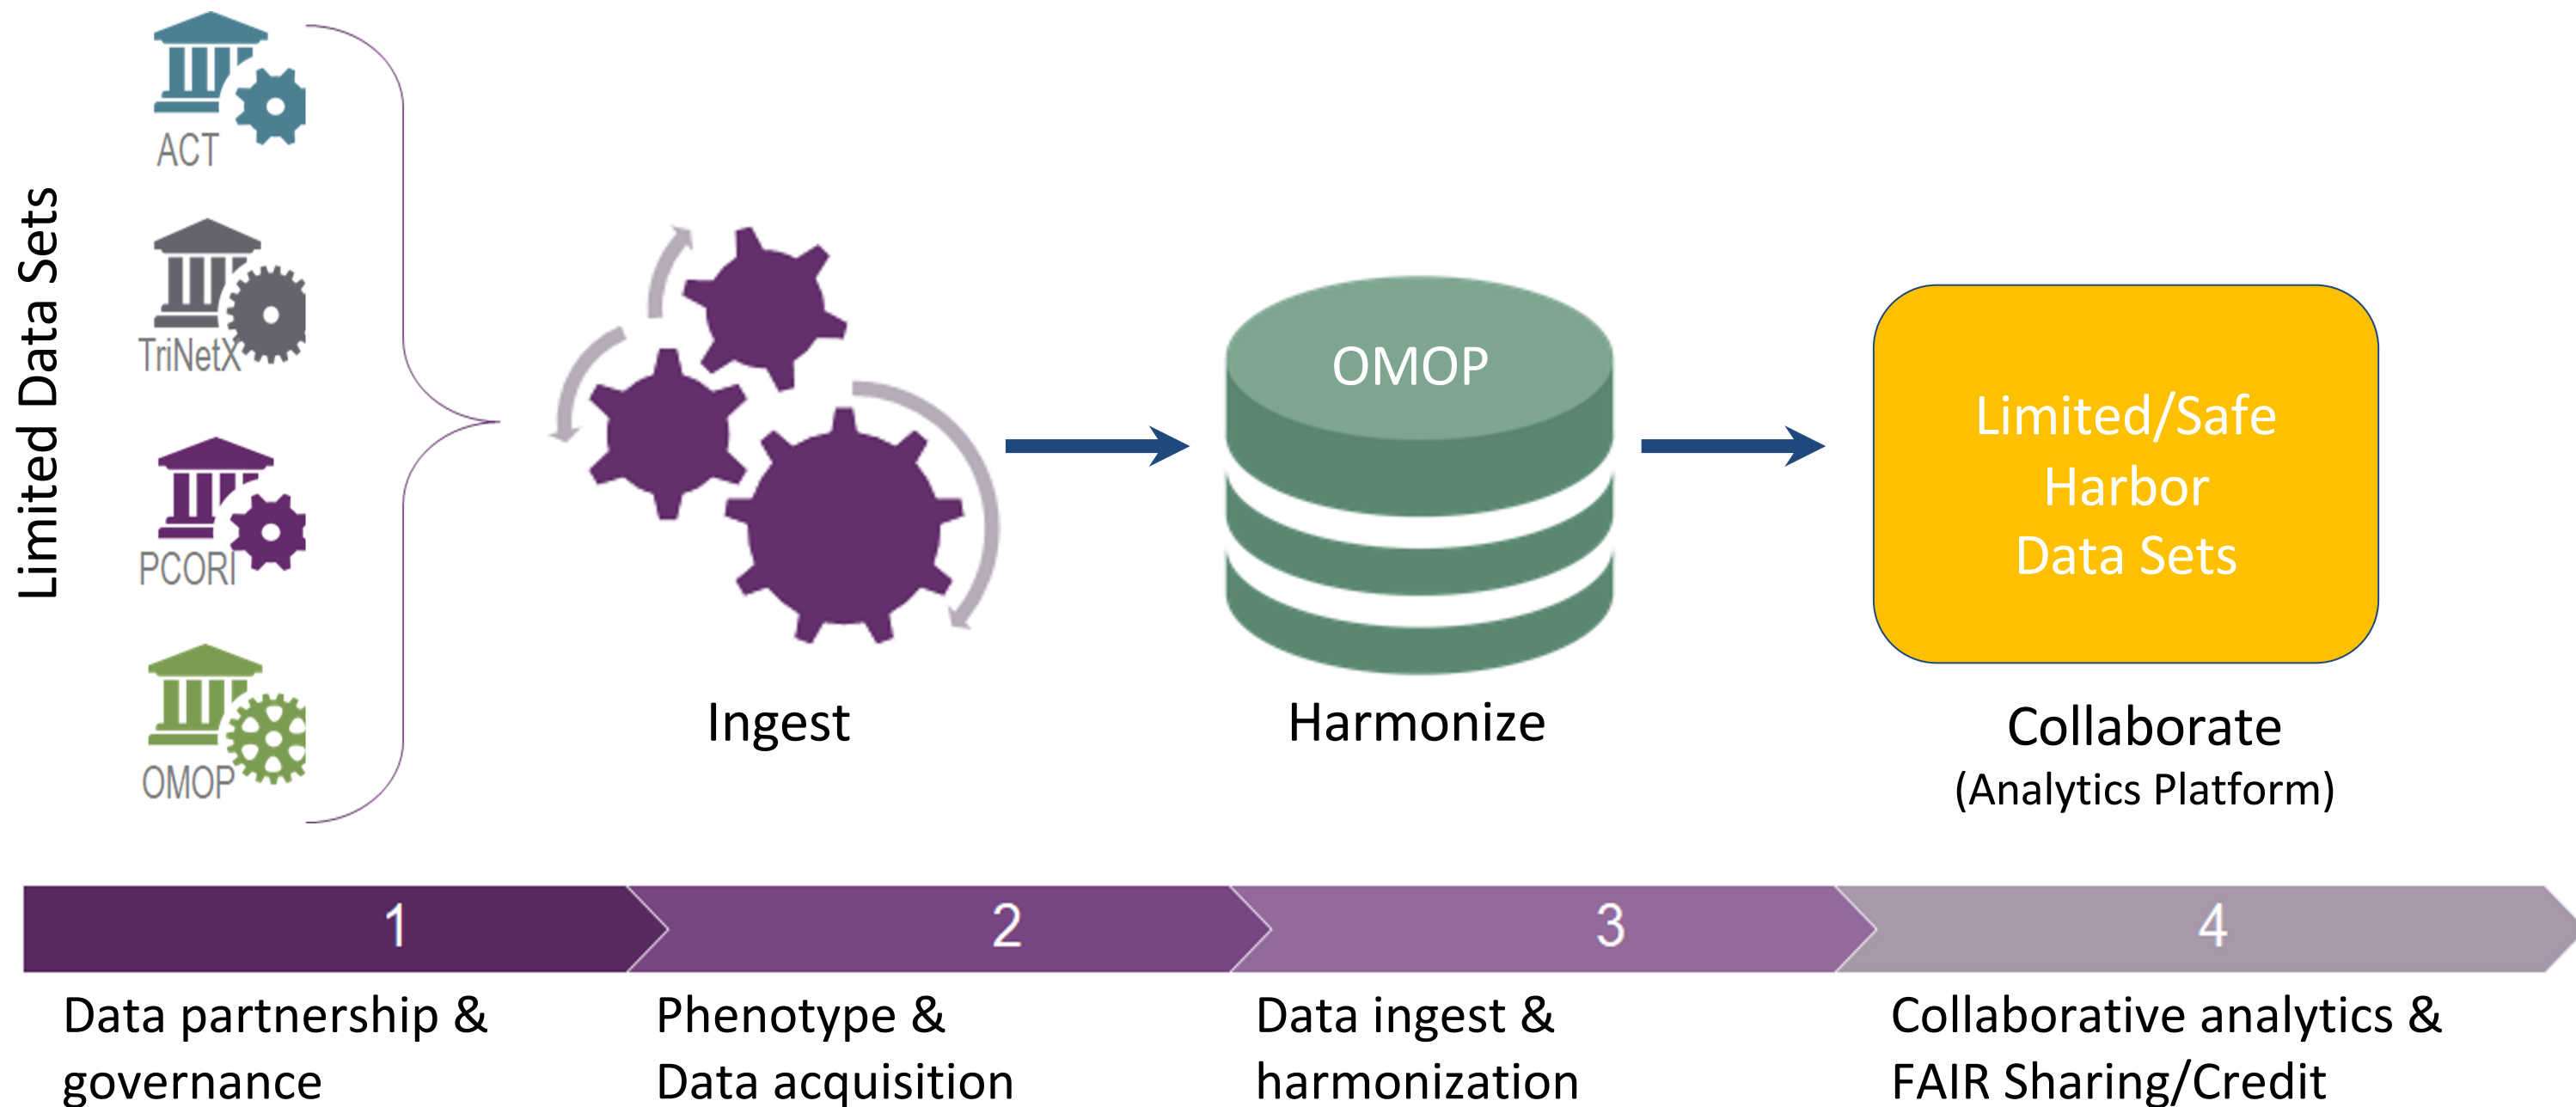 Limited Data Sets
ACT
TriNetX
PCORI
OMOP
Ingest
OMOP
Harmonize
Limited/Safe
Harbor
Data Sets
Collaborate
(Analytics Platform)
1
2
3
4
Data partnership &
governance
Phenotype &
Data acquisition
Data ingest &
harmonization
Collaborative analytics &
FAIR Sharing/Credit